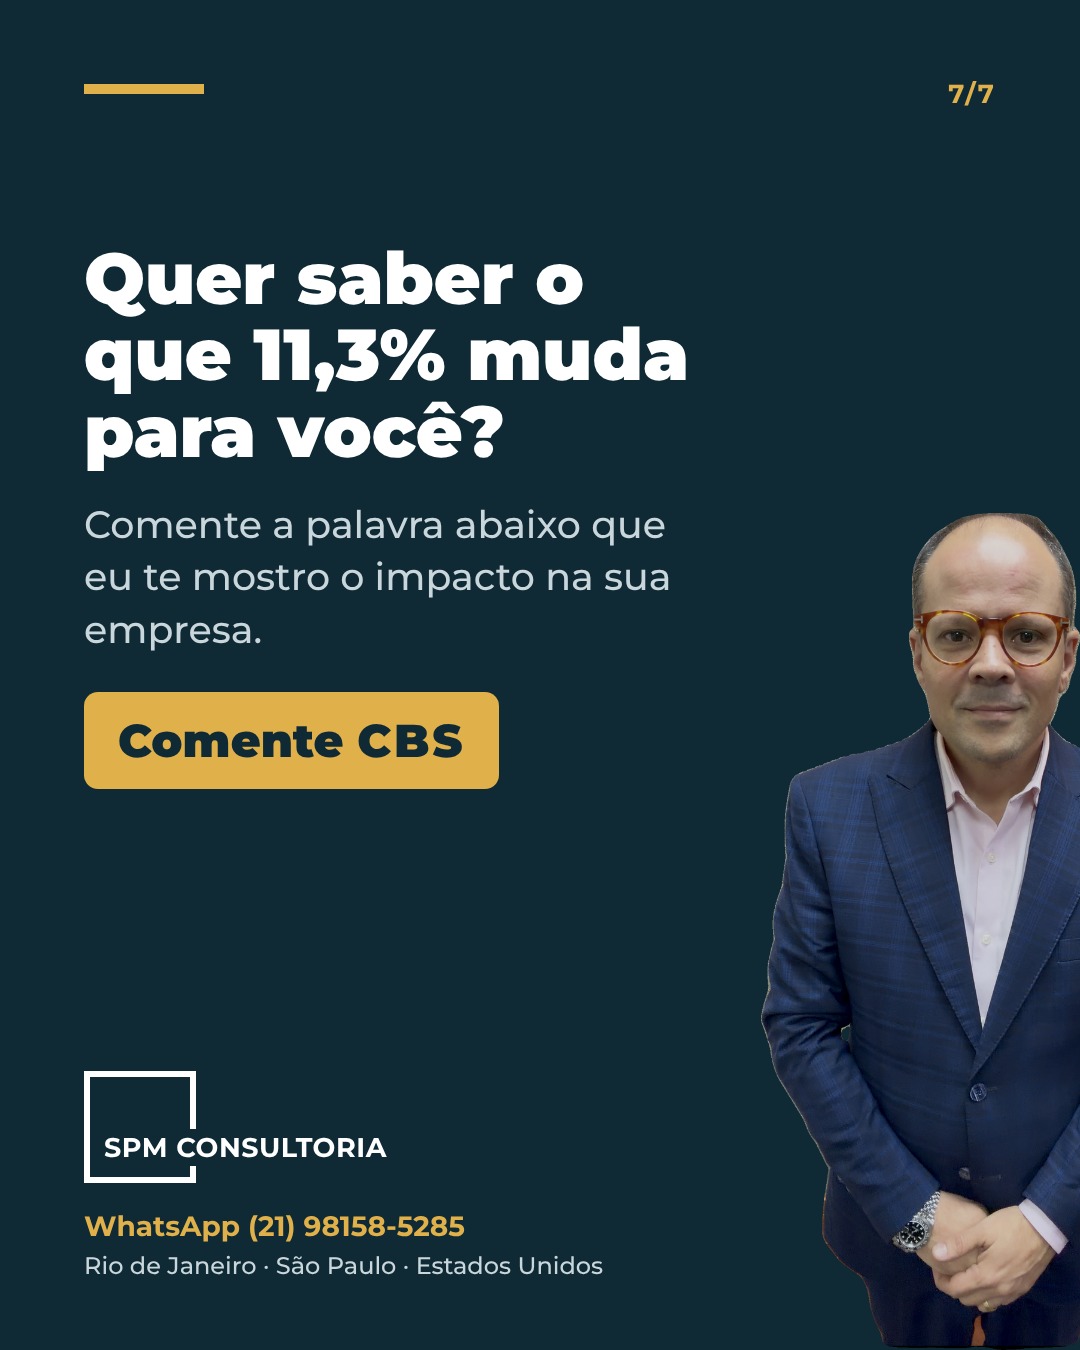 7/7
Quer saber o
que 11,3% muda
para você?
Comente a palavra abaixo que
eu te mostro o impacto na sua
empresa.
Comente CBS
SPM CONSULTORIA
WhatsApp (21) 98158-5285
Rio de Janeiro · São Paulo · Estados Unidos